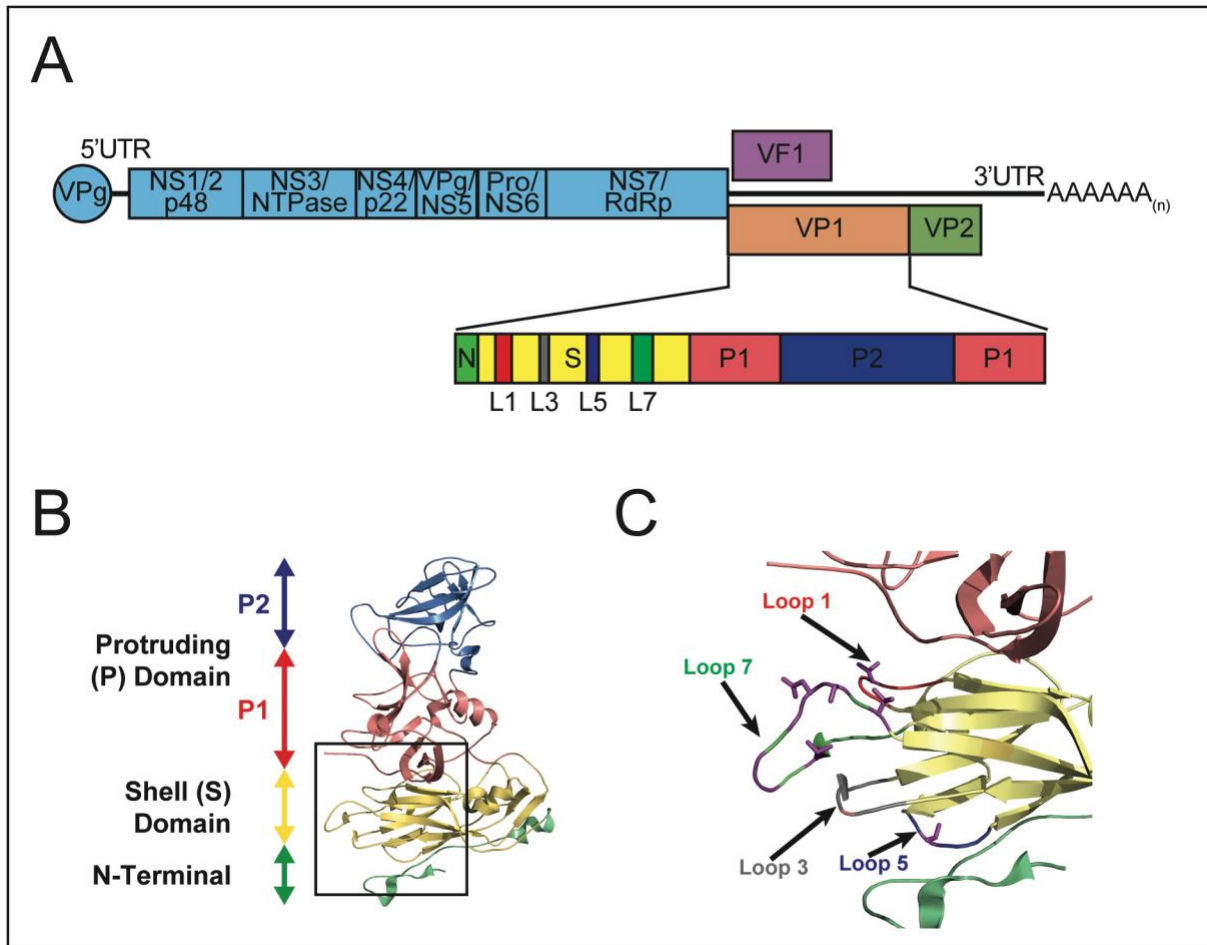 A
5'UTR
VPg
NS1/2
p48
NS3/
NTPase
NS4/
p22
VPg/
NS5
Pro/
NS6
NS7/
RdRp
VF1
3'UTR
AAAAAA(n)
VP1
VP2
N
S
P1
P2
P1
L1
L3
L5
L7
B
P2
Protruding
(P) Domain
P1
Shell (S)
Domain
N-Terminal
C
Loop 1
Loop 7
Loop 3
Loop 5